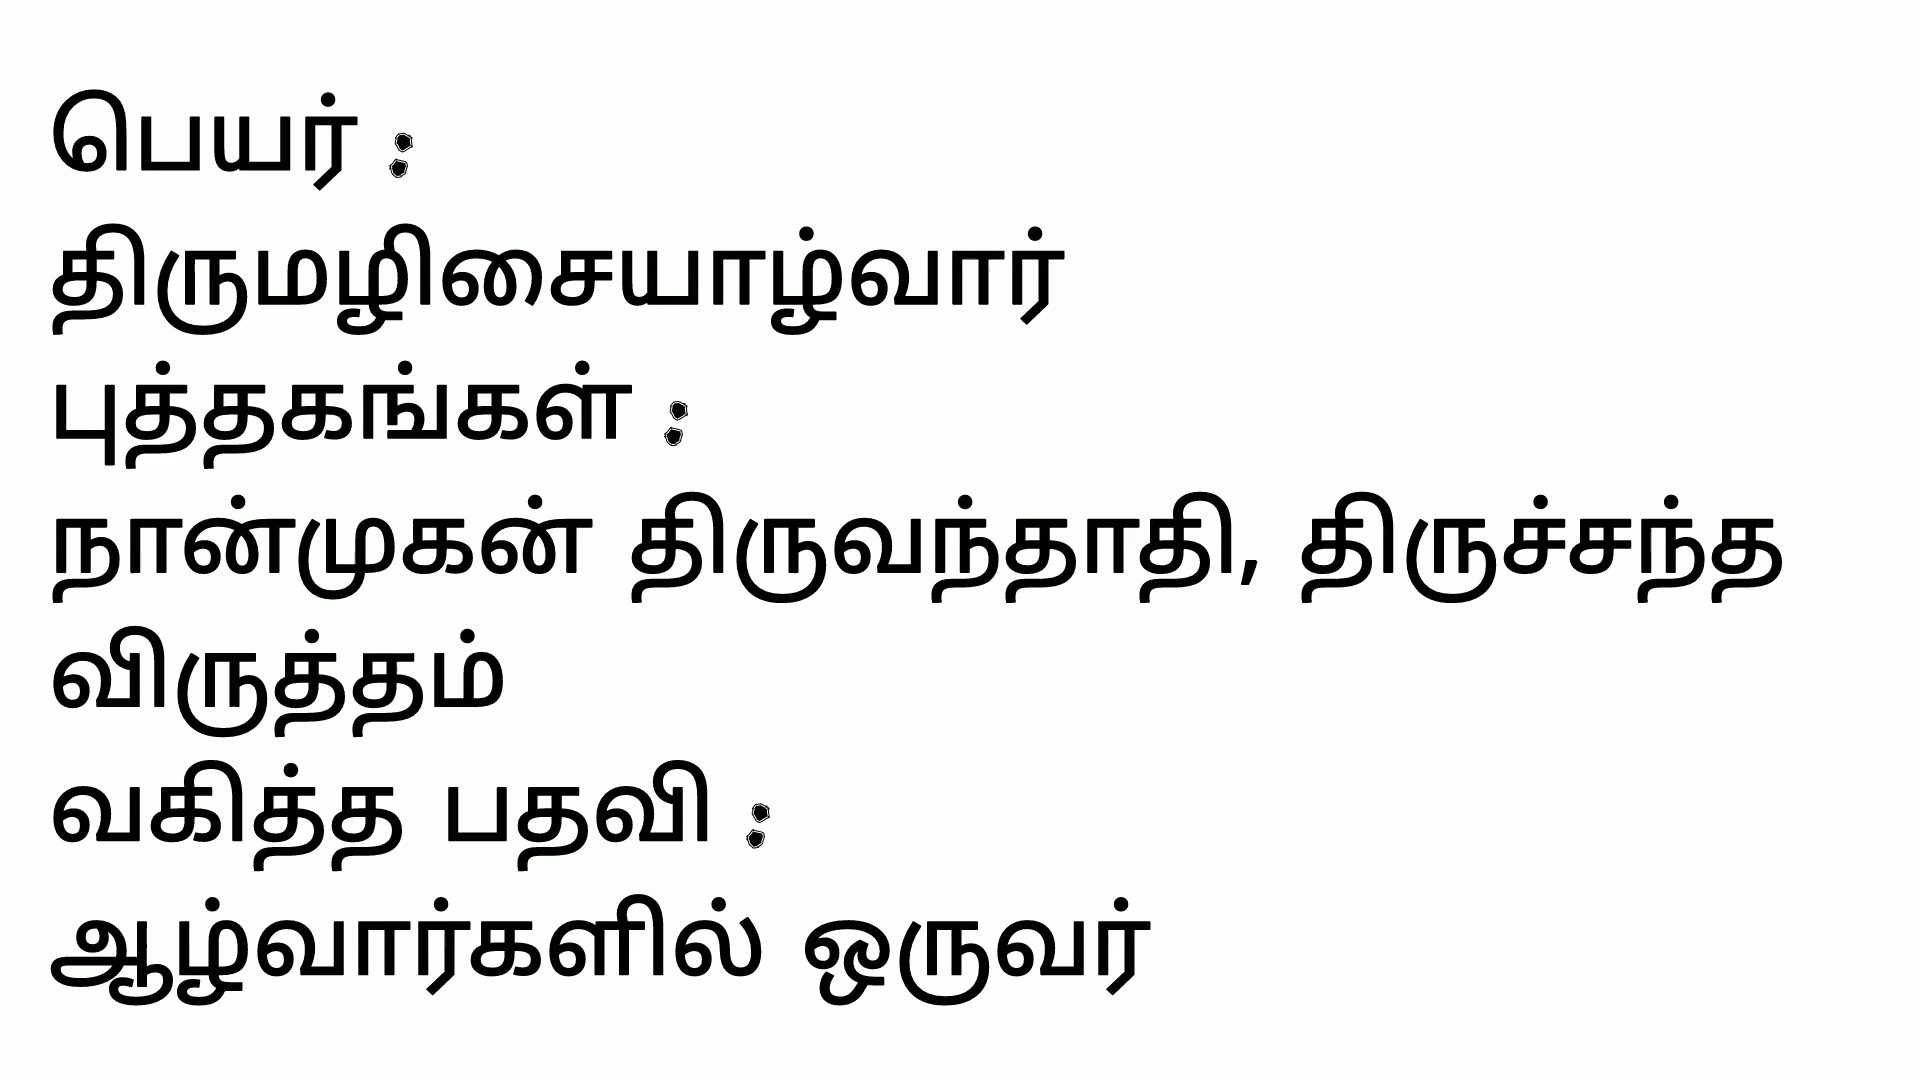 பெயர் :
திருமழிசையாழ்வார்
புத்தகங்கள் :
நான்முகன் திருவந்தாதி, திருச்சந்த
விருத்தம்
வகித்த பதவி :
ஆழ்வார்களில் ஒருவர்